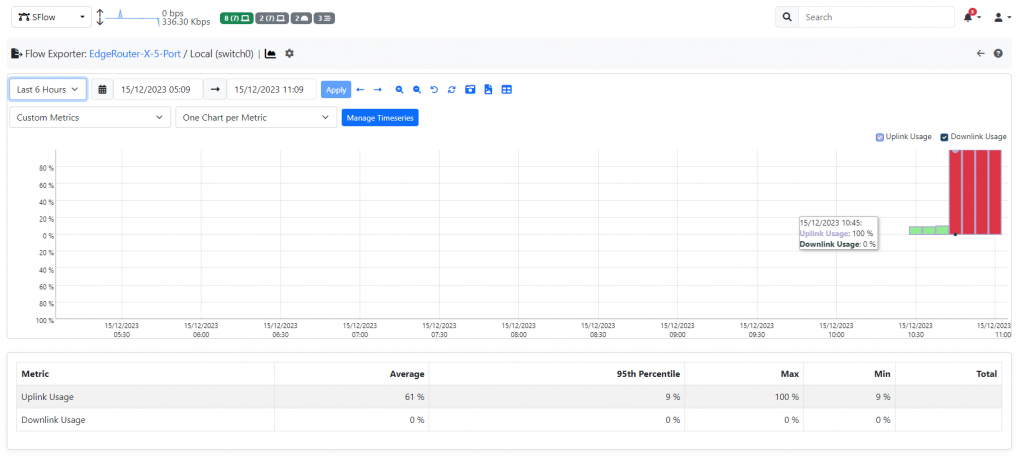 SFlow
0 bps
336.30 Kbps
8 (7)
2 (7)
2
3
Search
8
Flow Exporter: EdgeRouter-X-5-Port / Local (switch0) |
Last 6 Hours
15/12/2023 05:09
15/12/2023 11:09
Apply
Custom Metrics
One Chart per Metric
Manage Timeseries
Uplink Usage
Downlink Usage
80 %
60 %
40 %
20 %
0 %
20 %
40 %
60 %
80 %
100 %
15/12/2023 10:45:
Uplink Usage: 100 %
Downlink Usage: 0 %
15/12/2023 05:30
15/12/2023 06:00
15/12/2023 06:30
15/12/2023 07:00
15/12/2023 07:30
15/12/2023 08:00
15/12/2023 08:30
15/12/2023 09:00
15/12/2023 09:30
15/12/2023 10:00
15/12/2023 10:30
15/12/2023 11:00
Metric Average 95th Percentile Max Min Total
Uplink Usage 61 % 9 % 100 % 9 %
Downlink Usage 0 % 0 % 0 % 0 %